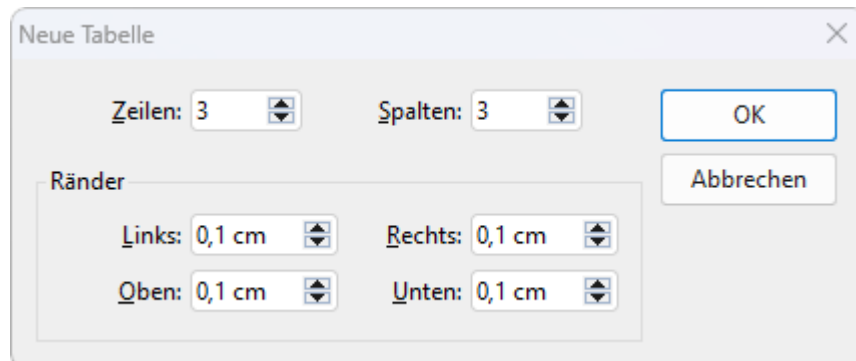 Neue Tabelle
Zeilen: 3 Spalten: 3 OK
Abbrechen
Ränder
Links: 0,1 cm Rechts: 0,1 cm
Oben: 0,1 cm Unten: 0,1 cm